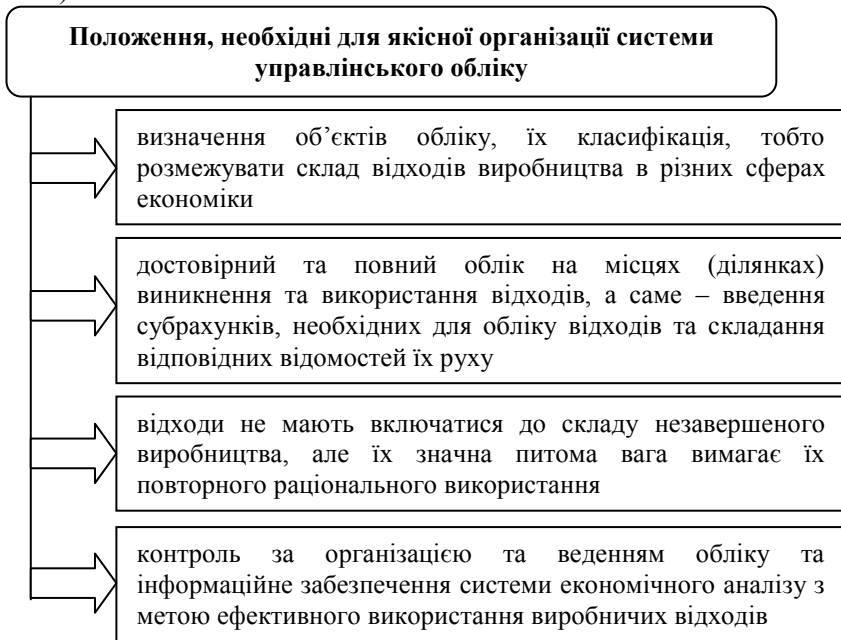 Положення, необхідні для якісної організації системи
управлінського обліку
визначення об’єктів обліку, їх класифікація, тобто
розмежувати склад відходів виробництва в різних сферах
економіки
достовірний та повний облік на місцях (ділянках)
виникнення та використання відходів, а саме – введення
субрахунків, необхідних для обліку відходів та складання
відповідних відомостей їх руху
відходи не мають включатися до складу незавершеного
виробництва, але їх значна питома вага вимагає їх
повторного раціонального використання
контроль за організацією та веденням обліку та
інформаційне забезпечення системи економічного аналізу з
метою ефективного використання виробничих відходів